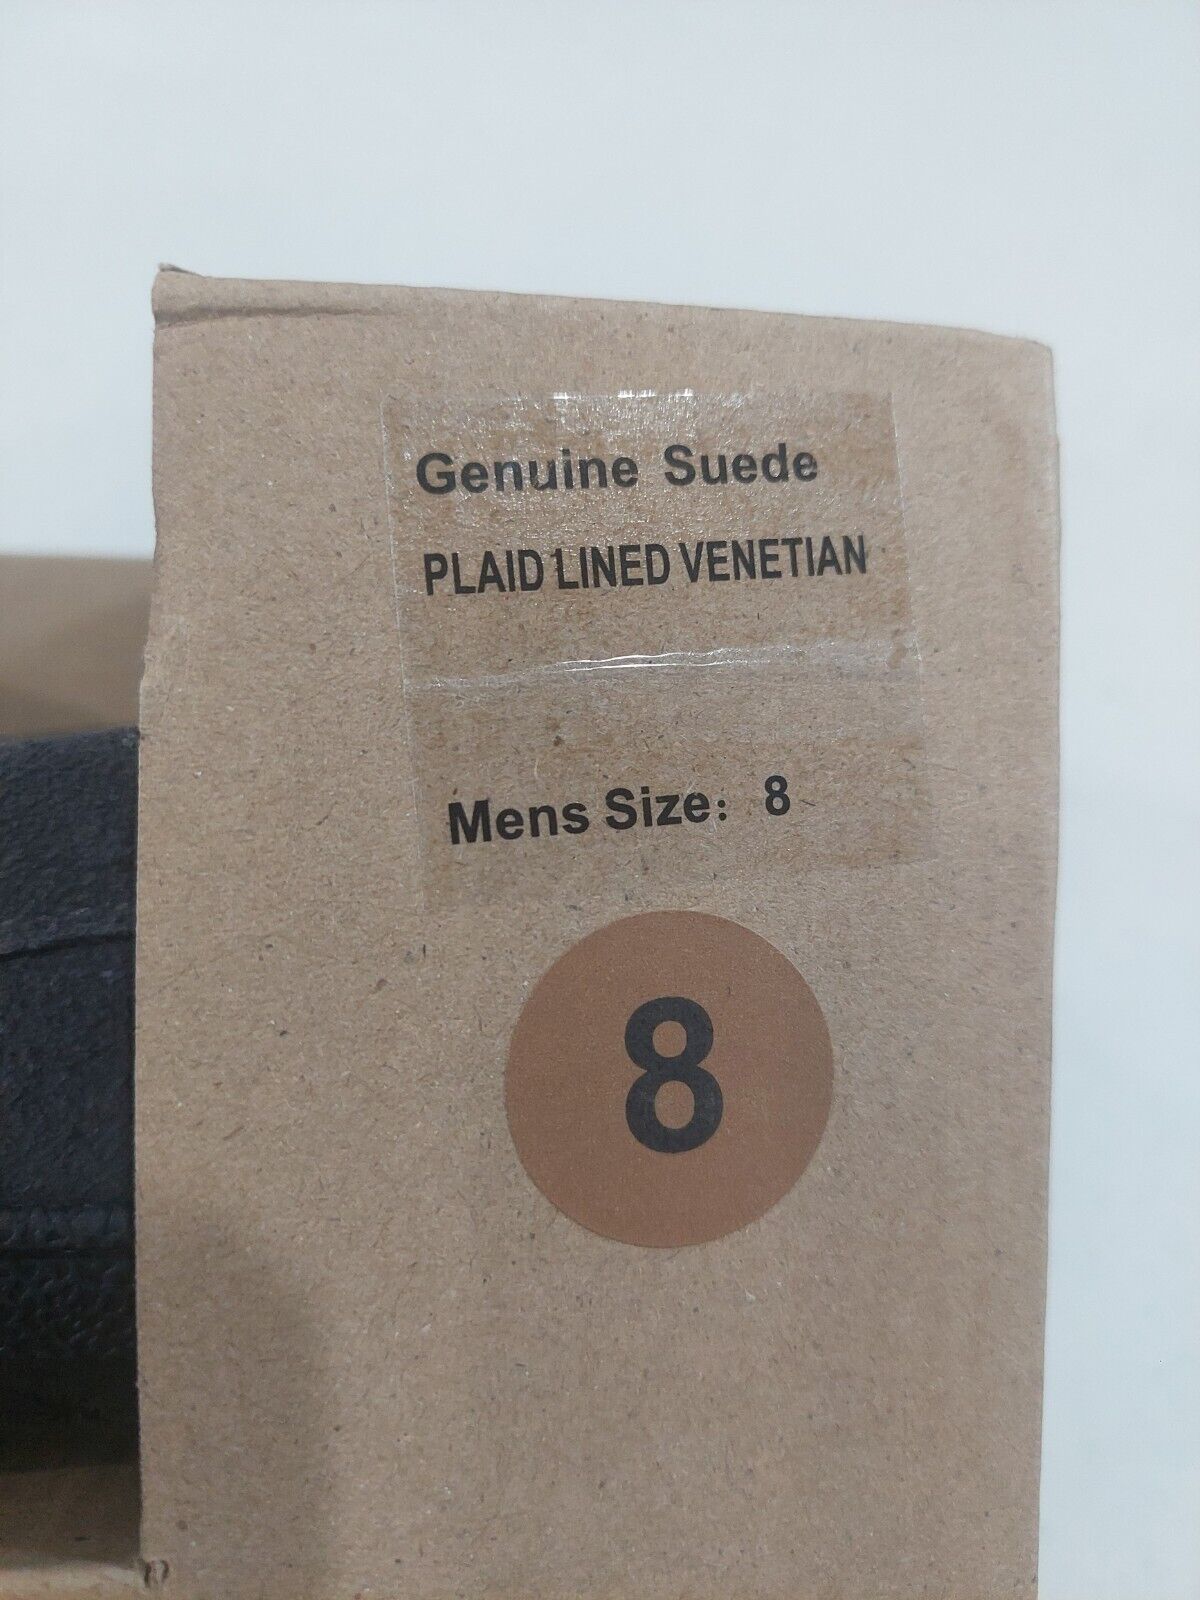 Genuine Suede
PLAID LINED VENETIAN
Mens Size: 8
8